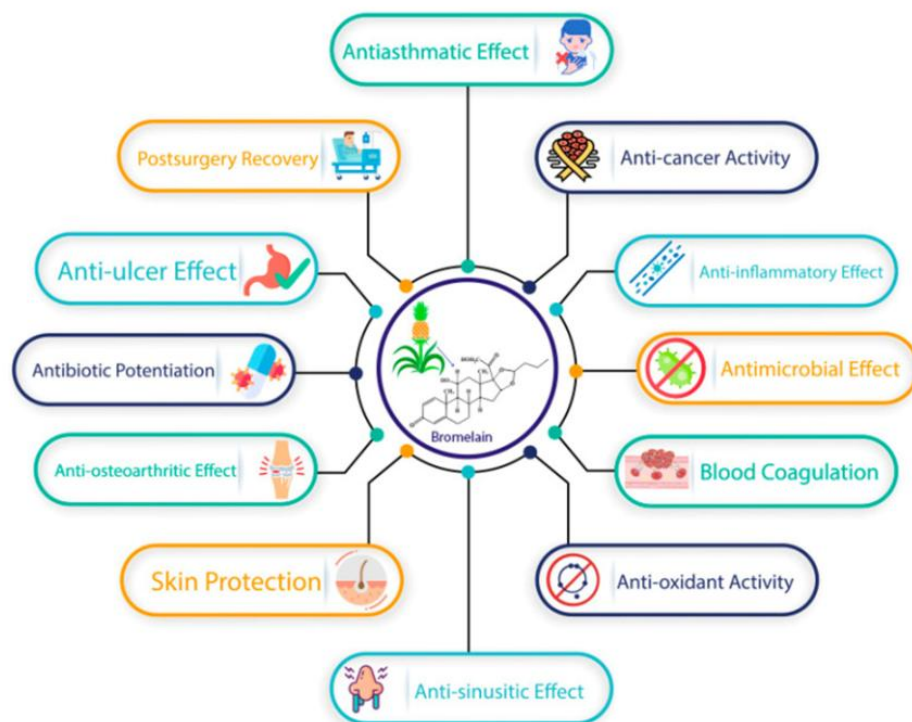 Antiasthmatic Effect
Postsurgery Recovery
Anti-cancer Activity
Anti-ulcer Effect
Anti-inflammatory Effect
Antibiotic Potentiation
Antimicrobial Effect
Bromelain
Anti-osteoarthritic Effect
Blood Coagulation
Skin Protection
Anti-oxidant Activity
Anti-sinusitic Effect